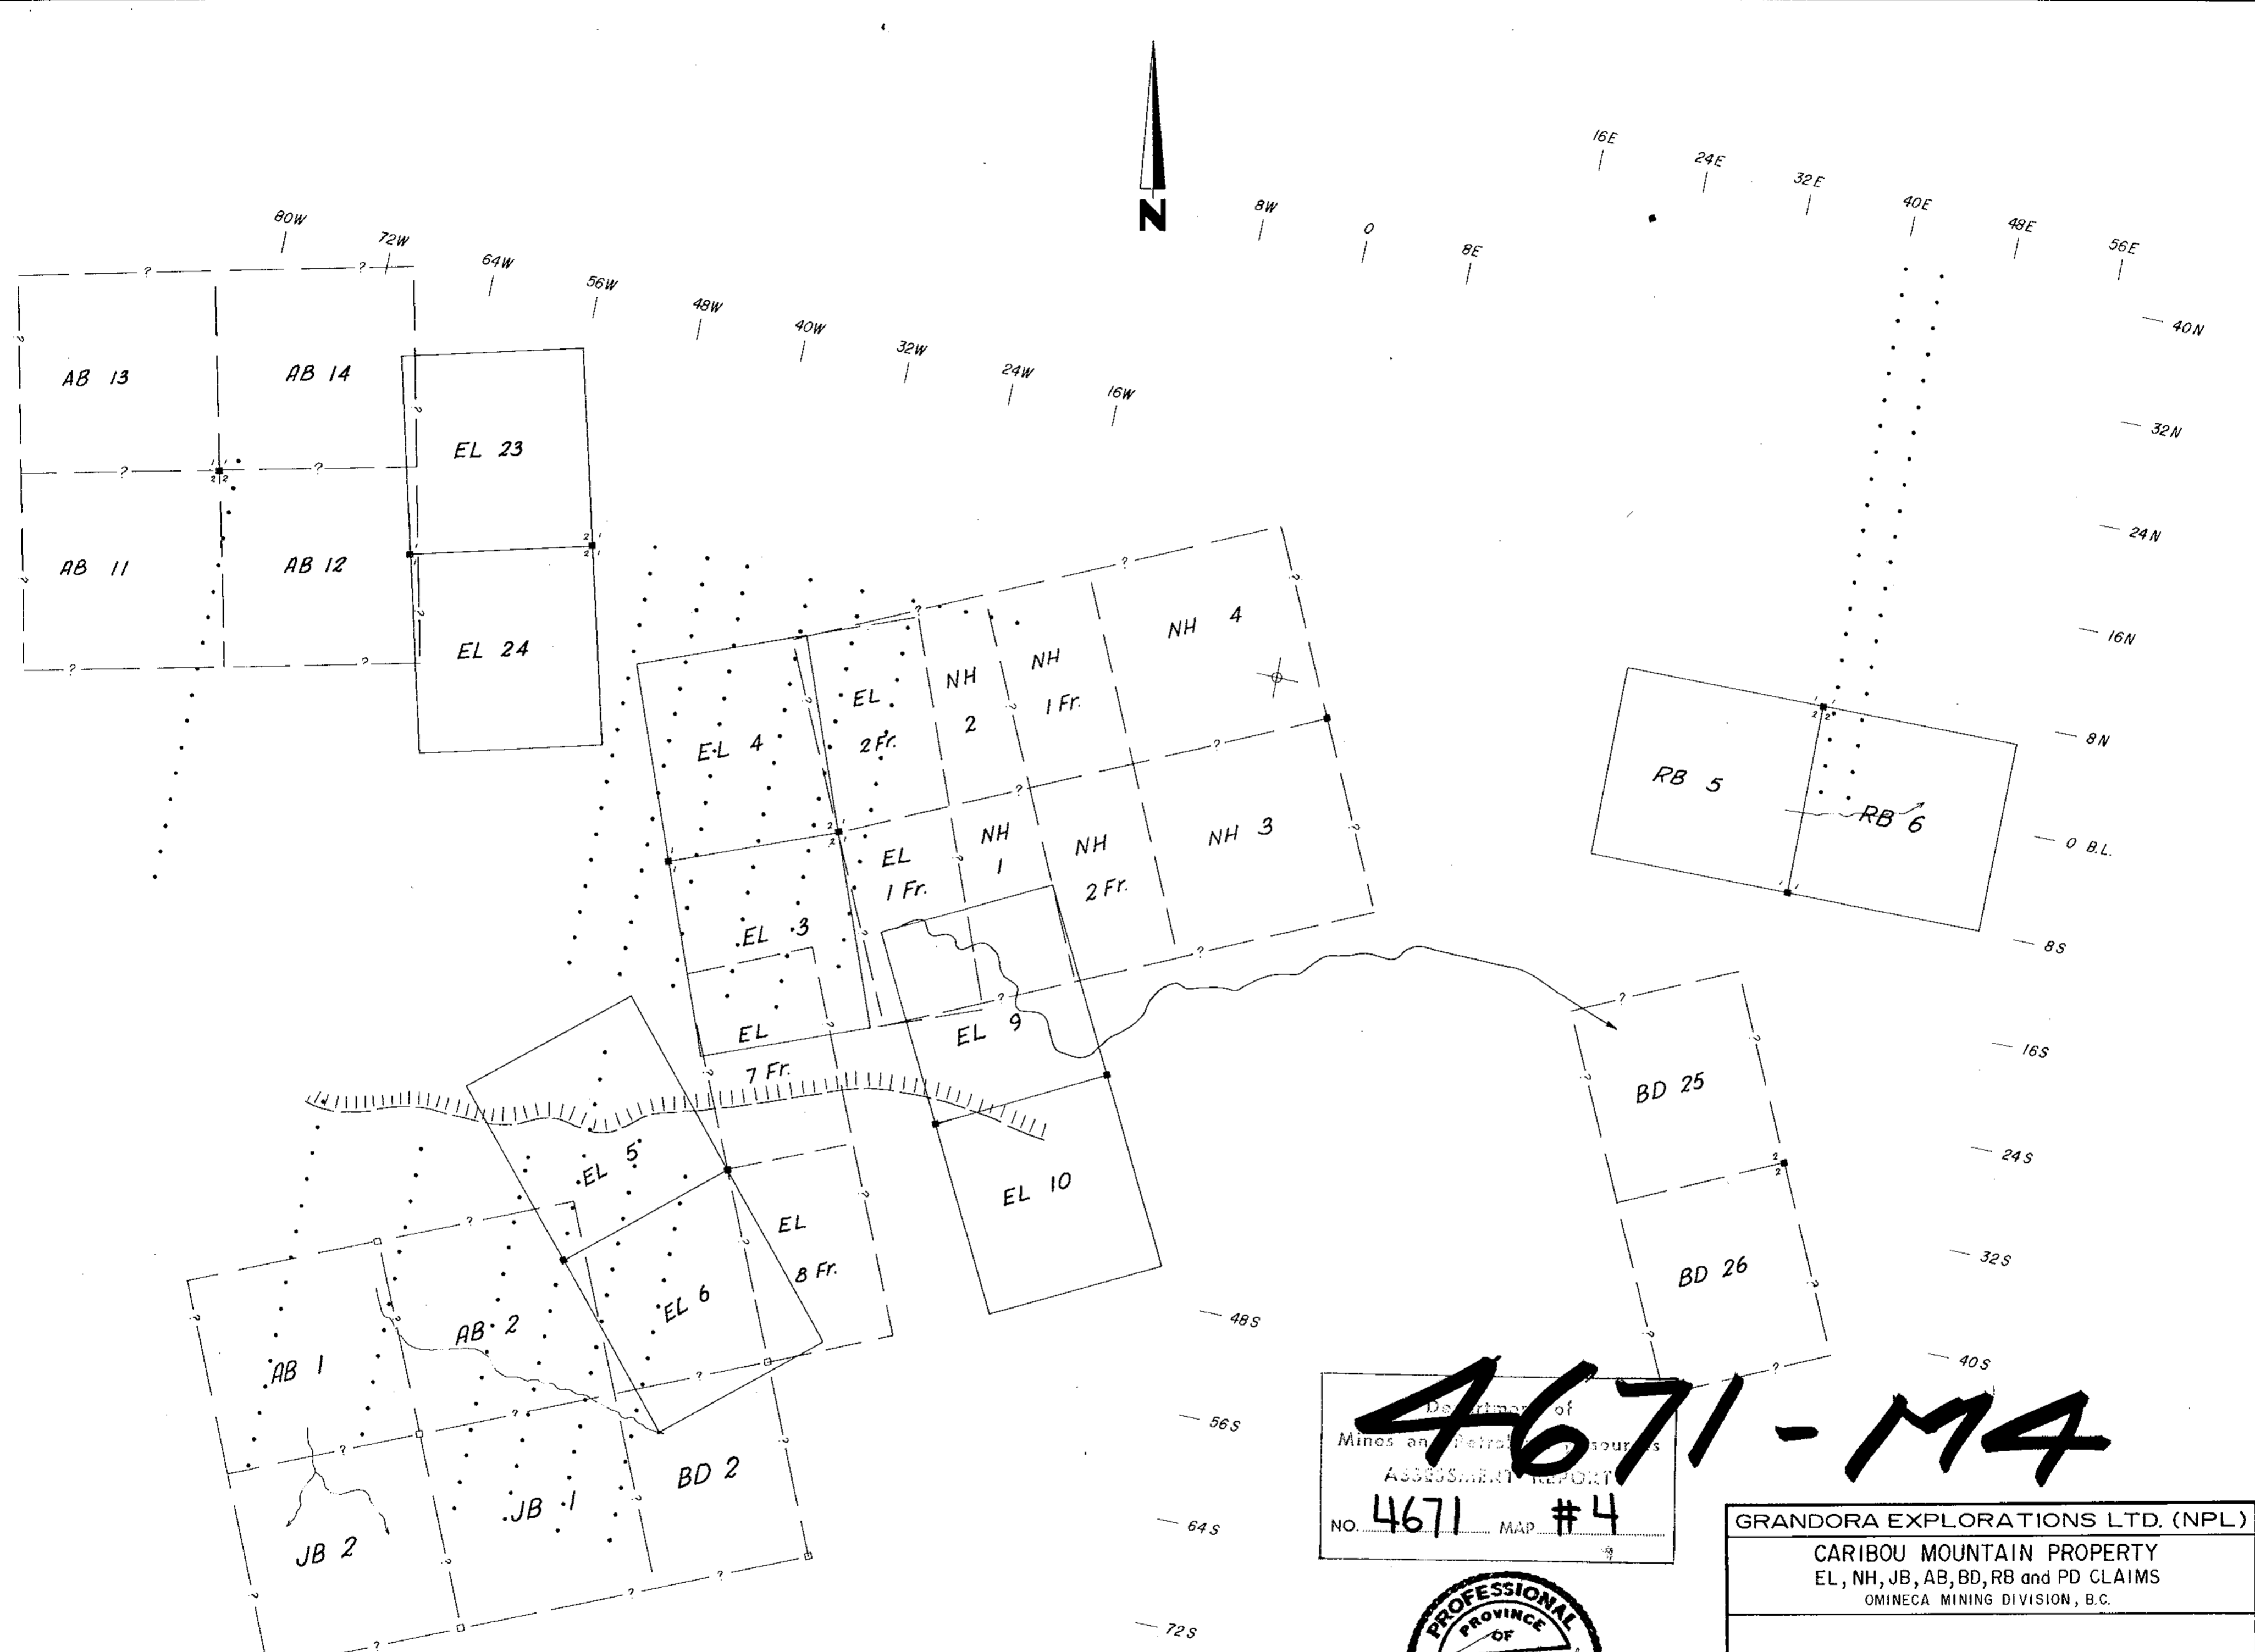 16E
24E
32E
40E
48E
56E
80W
72W
64W
56W
48W
40W
32W
24W
16W
8W
0
8E
N
40N
32N
24N
16N
8N
0 B.L.
8S
16S
24S
32S
40S
48S
56S
64S
72S
AB 13
AB 14
AB 11
AB 12
EL 23
EL 24
EL 4
EL
2 Fr.
NH
2
NH
1 Fr.
NH 4
EL 3
EL
1 Fr.
NH
1
NH
2 Fr.
NH 3
RB 5
RB 6
EL
7 Fr.
EL 9
EL 10
EL 5
EL 6
EL
8 Fr.
BD 25
BD 26
AB 1
AB 2
JB 2
JB 1
BD 2
4671-M4
Department of
Mines and Petroleum Resources
ASSESSMENT REPORT
NO. 4671 MAP #4
PROFESSIONAL
PROVINCE
OF
GRANDORA EXPLORATIONS LTD. (NPL)
CARIBOU MOUNTAIN PROPERTY
EL, NH, JB, AB, BD, RB and PD CLAIMS
OMINECA MINING DIVISION, B.C.